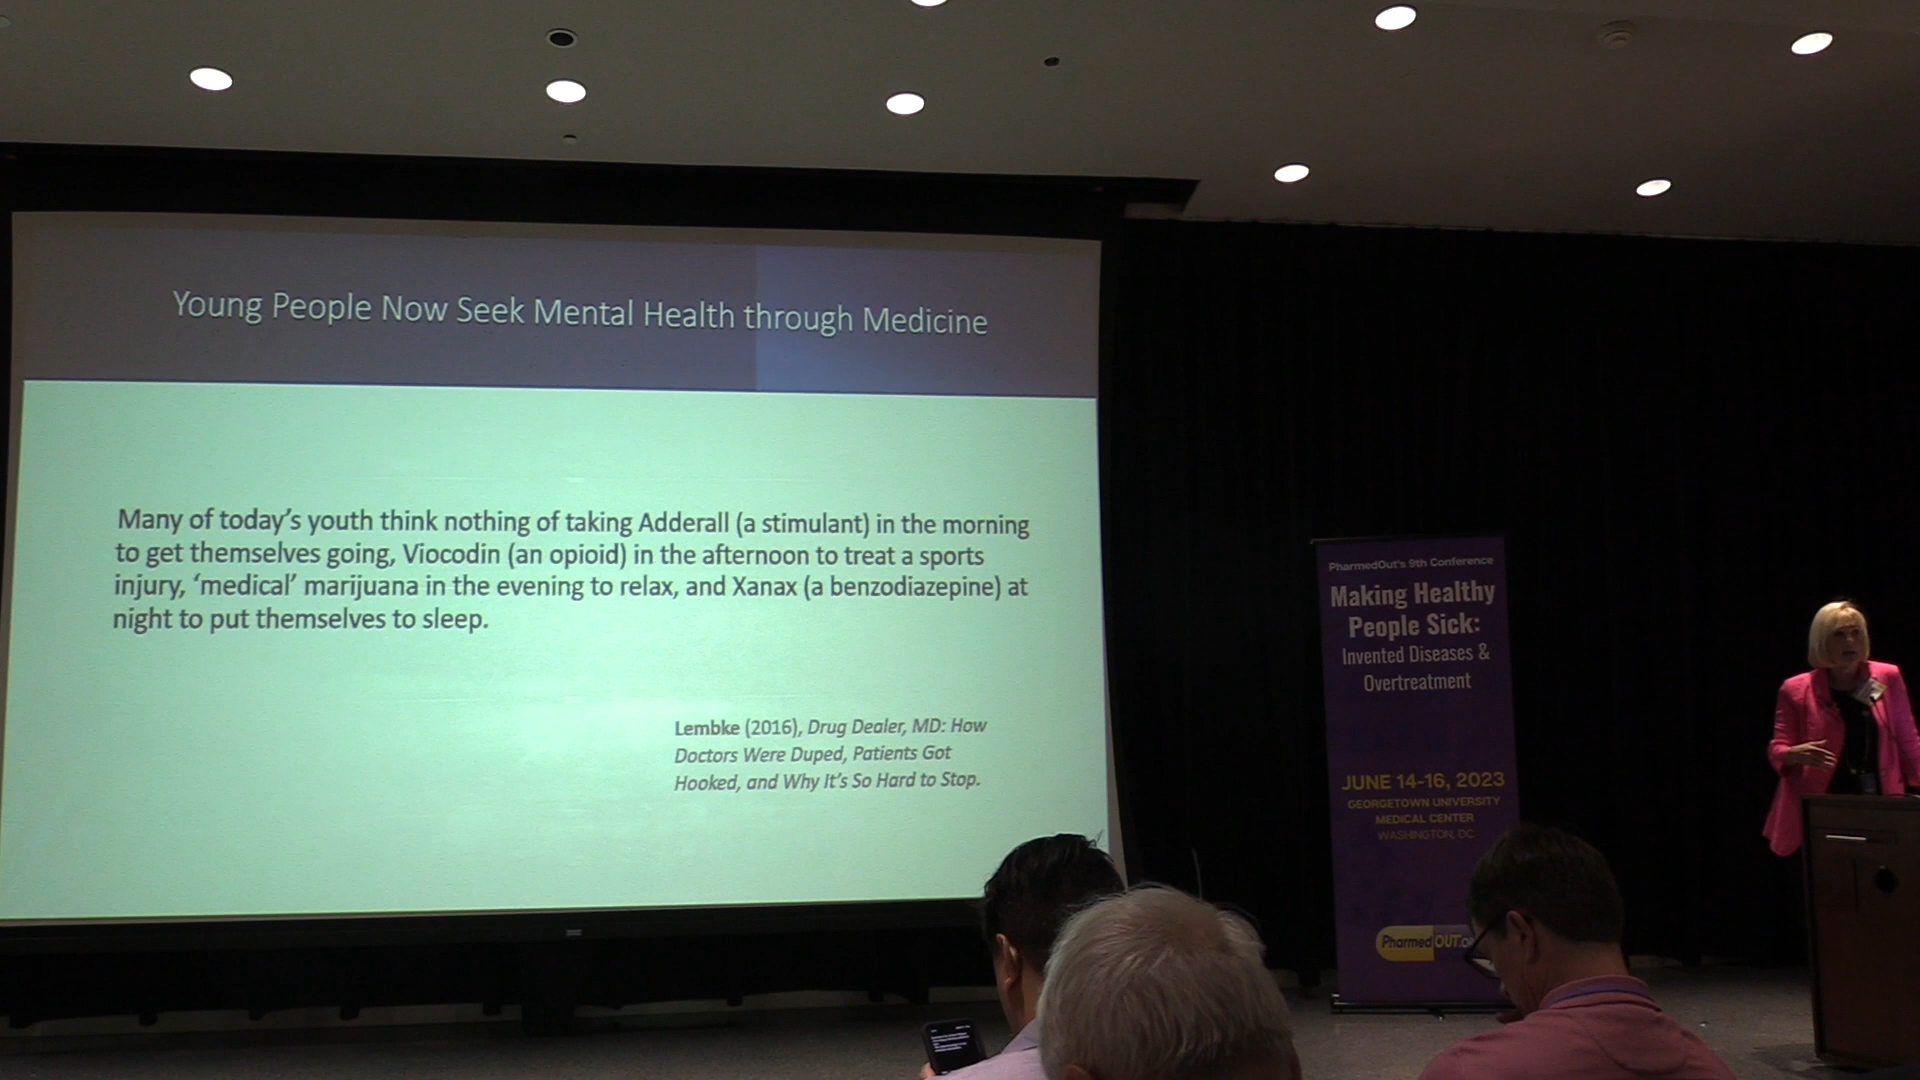 Young People Now Seek Mental Health through Medicine
Many of today's youth think nothing of taking Adderall (a stimulant) in the morning
to get themselves going, Viocodin (an opioid) in the afternoon to treat a sports
injury, 'medical' marijuana in the evening to relax, and Xanax (a benzodiazepine) at
night to put themselves to sleep.
Lembke (2016), Drug Dealer, MD: How
Doctors Were Duped, Patients Got
Hooked, and Why It's So Hard to Stop.
PharmedOut's 9th Conference
Making Healthy
People Sick:
Invented Diseases &
Overtreatment
JUNE 14-16, 2023
GEORGETOWN UNIVERSITY
MEDICAL CENTER
WASHINGTON, DC
PharmedOUT